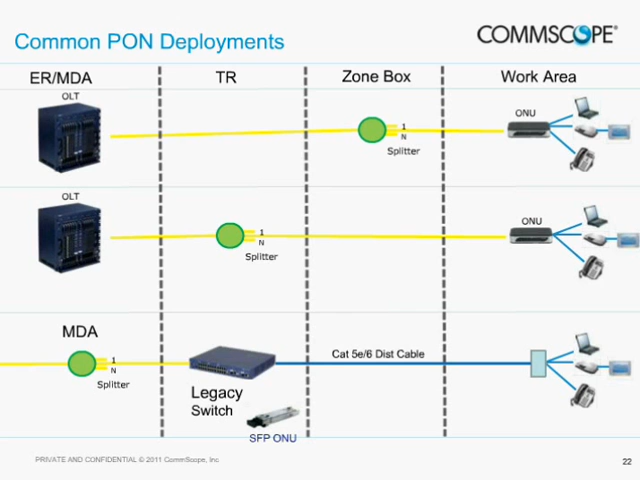 Common PON Deployments
COMMSCOPE®
ER/MDA
TR
Zone Box
Work Area
OLT
ONU
1
N
Splitter
OLT
ONU
1
N
Splitter
MDA
1
N
Splitter
Cat 5e/6 Dist Cable
Legacy
Switch
SFP ONU
PRIVATE AND CONFIDENTIAL © 2011 CommScope, Inc
22